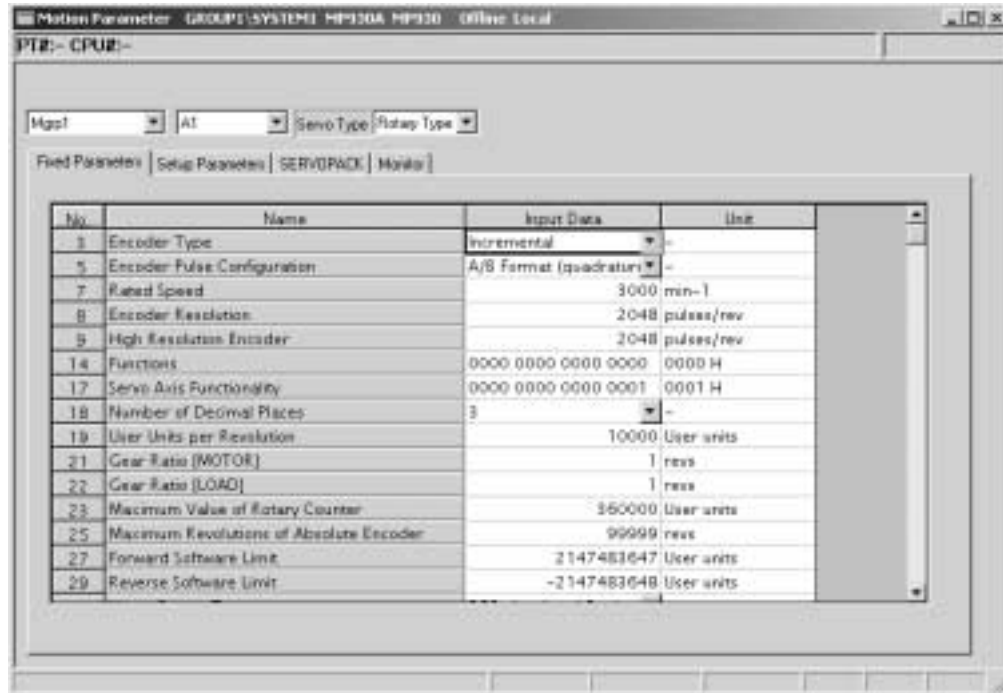 Motion Parameter GROUP1\SYSTEM1 MP930A MP930 Offline Local
PT#:- CPU#:-
Mgrp1 A1 Servo Type Rotary Type
Fixed Parameters Setup Parameters SERVOPACK Monitor
No. Name Input Data Unit
3 Encoder Type Incremental -
5 Encoder Pulse Configuration A/B Format (quadrature -
7 Rated Speed 3000 min-1
8 Encoder Resolution 2048 pulses/rev
9 High Resolution Encoder 2048 pulses/rev
14 Functions 0000 0000 0000 0000 0000 H
17 Servo Axis Functionality 0000 0000 0000 0001 0001 H
18 Number of Decimal Places 3 -
19 User Units per Revolution 10000 User units
21 Gear Ratio [MOTOR] 1 revs
22 Gear Ratio [LOAD] 1 revs
23 Maximum Value of Rotary Counter 360000 User units
25 Maximum Revolutions of Absolute Encoder 99999 revs
27 Forward Software Limit 2147483647 User units
29 Reverse Software Limit -2147483648 User units